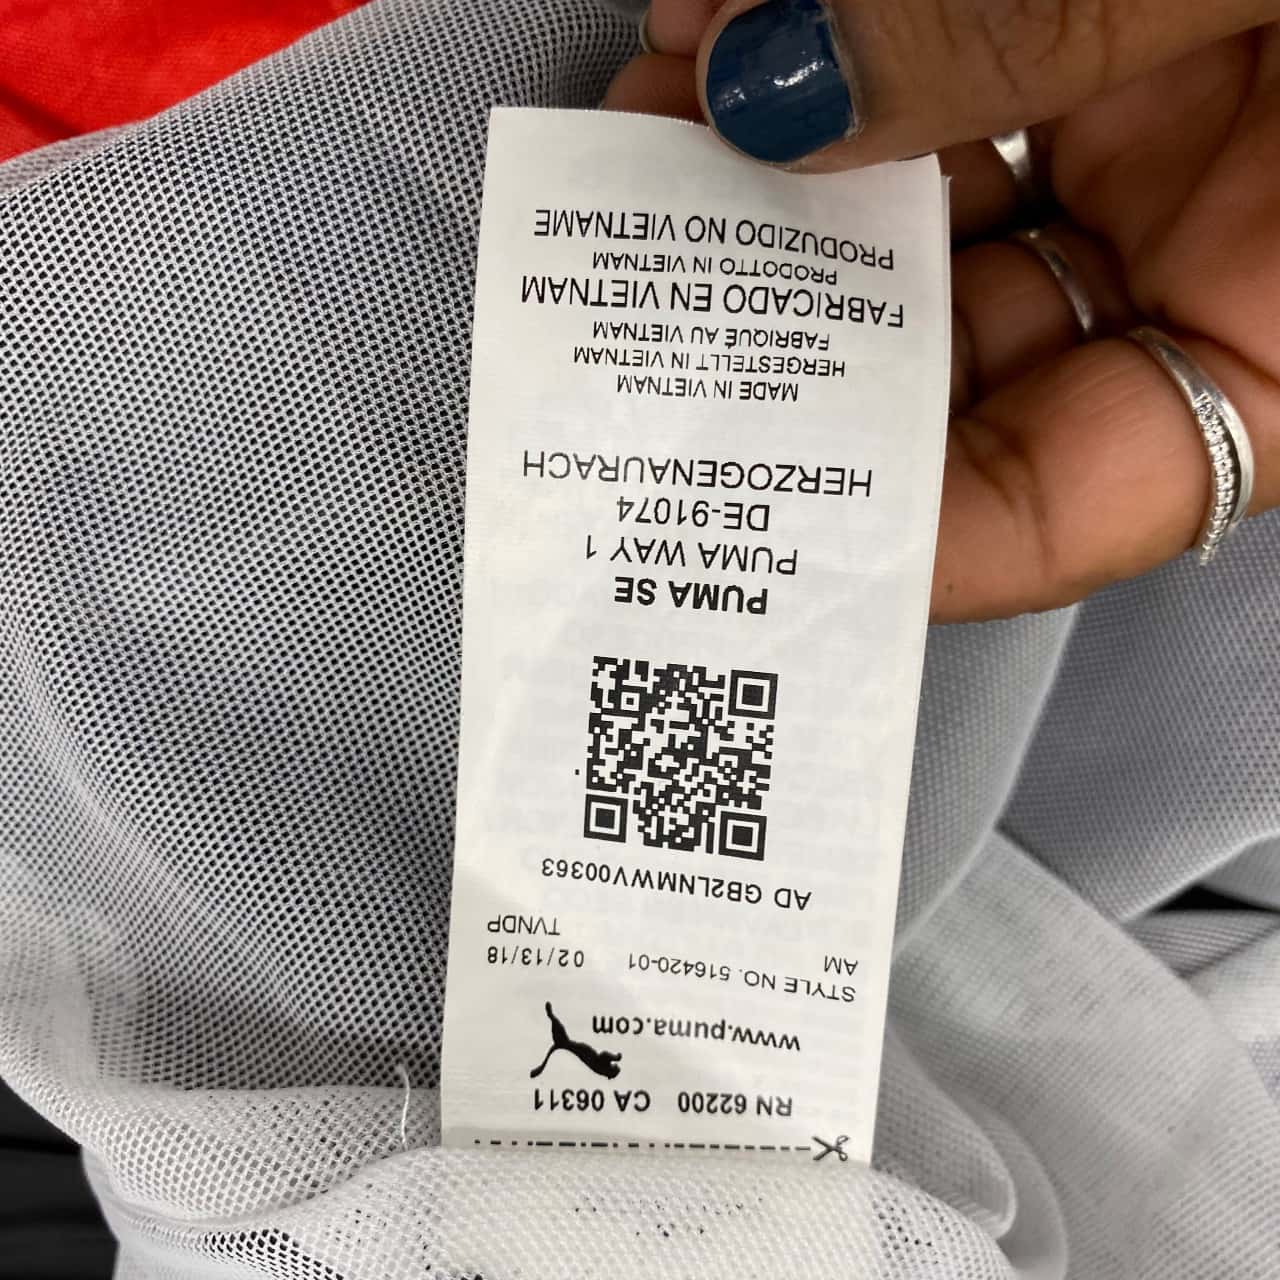 RN 62200 CA 06311
www.puma.com
STYLE NO. 516420-01 02/13/18
AM TVNDP
AD GB2LNMWV00363
PUMA SE
PUMA WAY 1
DE-91074
HERZOGENAURACH
MADE IN VIETNAM
HERGESTELLT IN VIETNAM
FABRIQUÉ AU VIETNAM
FABRICADO EN VIETNAM
PRODOTTO IN VIETNAM
PRODUZIDO NO VIETNAME